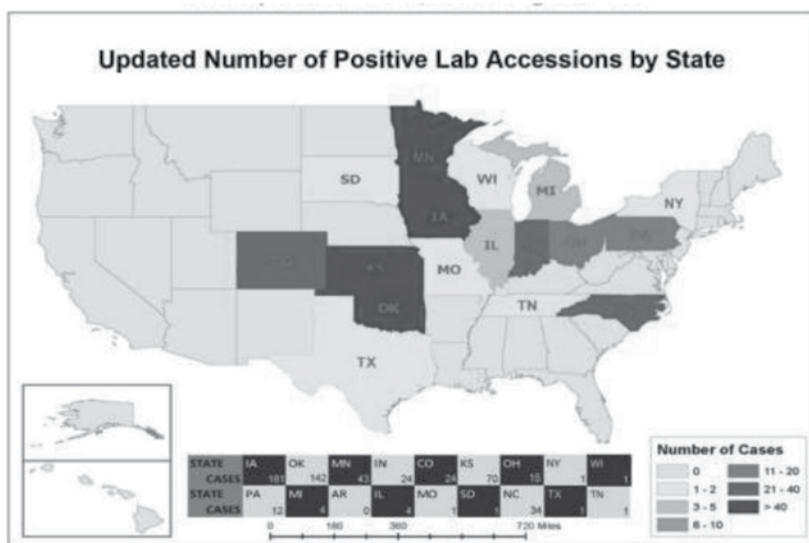 Updated Number of Positive Lab Accessions by State
MN
SD
WI
MI
NY
IA
IL
OH
PA
CO
KS
MO
OK
TN
TX
STATE IA OK MN IN CO KS OH NY WI
CASES 181 142 43 24 24 70 15 1 1
STATE PA MI AR IL MO SD NC TX TN
CASES 12 4 0 4 1 1 34 1 1
0 180 360 720 Miles
Number of Cases
0 11 - 20
1 - 2 21 - 40
3 - 5 > 40
6 - 10